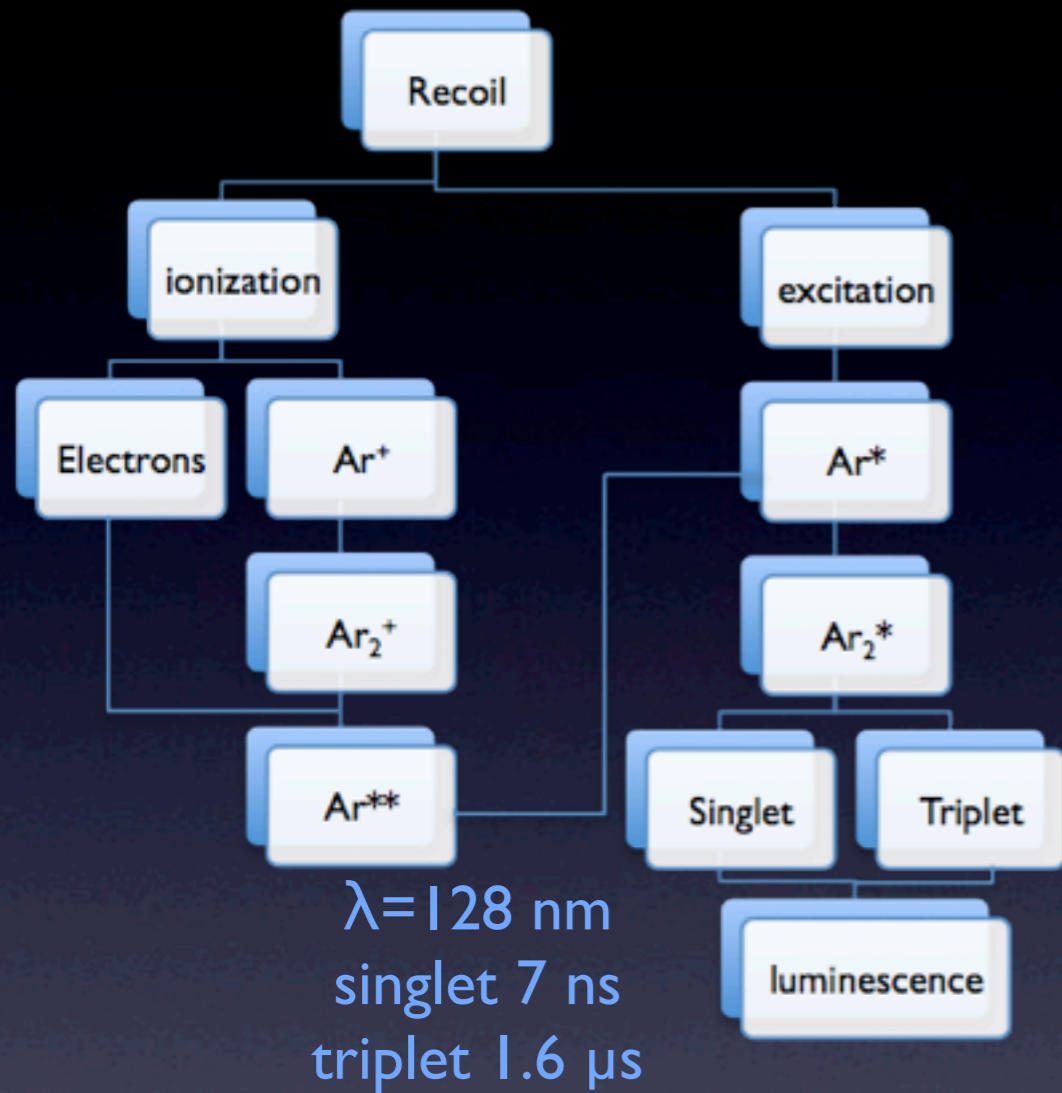 Recoil
ionization
excitation
Electrons
Ar⁺
Ar*
Ar₂⁺
Ar₂*
Ar**
Singlet
Triplet
luminescence
λ=128 nm
singlet 7 ns
triplet 1.6 μs